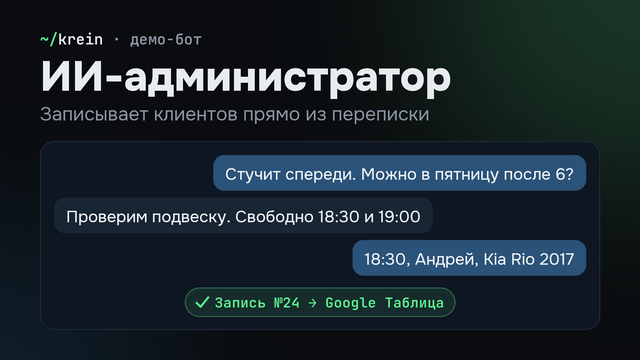 ~/krein · демо-бот
ИИ-администратор
Записывает клиентов прямо из переписки
Стучит спереди. Можно в пятницу после 6?
Проверим подвеску. Свободно 18:30 и 19:00
18:30, Андрей, Kia Rio 2017
✓ Запись №24 → Google Таблица